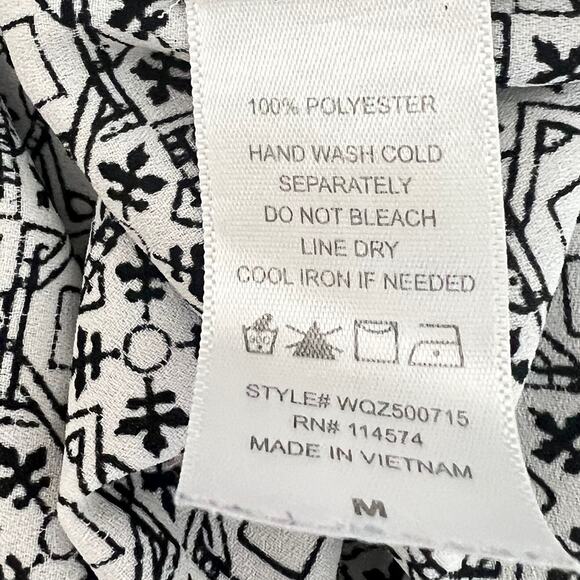 100% POLYESTER
HAND WASH COLD
SEPARATELY
DO NOT BLEACH
LINE DRY
COOL IRON IF NEEDED
STYLE# WQZ500715
RN# 114574
MADE IN VIETNAM
M